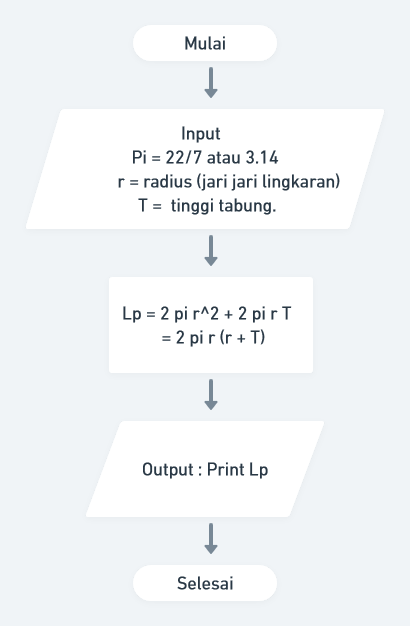 Mulai
Input
Pi = 22/7 atau 3.14
r = radius (jari jari lingkaran)
T = tinggi tabung.
Lp = 2 pi r^2 + 2 pi r T
= 2 pi r (r + T)
Output : Print Lp
Selesai